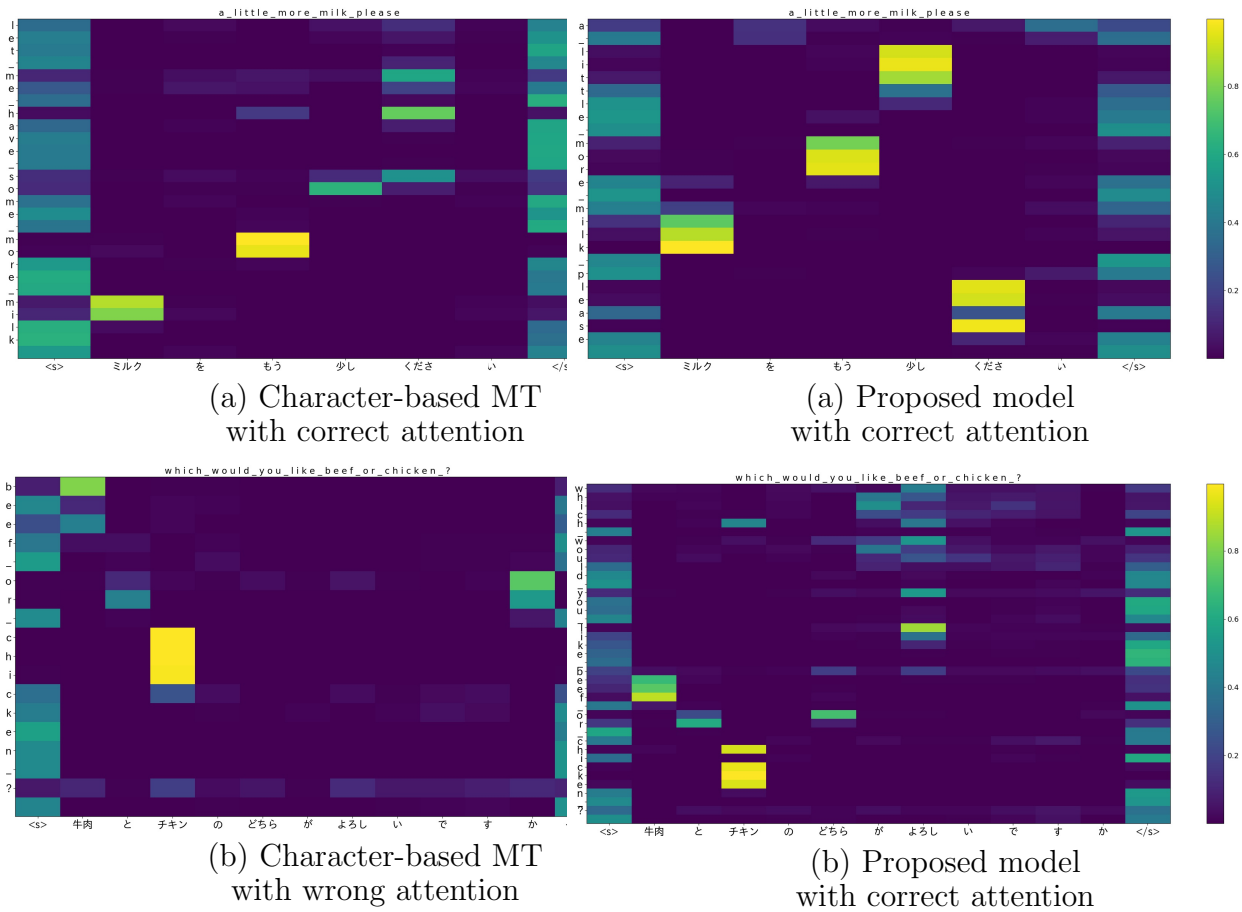 a_little_more_milk_please
l
e
t
_
m
e
_
h
a
v
e
_
s
o
m
e
_
m
o
r
e
_
m
i
l
k
<s> ミルク を もう 少し くださ い </s
(a) Character-based MT
with correct attention
a_little_more_milk_please
a
_
l
i
t
t
l
e
_
m
o
r
e
_
m
i
l
k
_
p
l
e
a
s
e
<s> ミルク を もう 少し くださ い </s>
0.8
0.6
0.4
0.2
(a) Proposed model
with correct attention
which_would_you_like_beef_or_chicken_?
b
e
e
f
_
o
r
_
c
h
i
c
k
e
n
_
?
<s> 牛肉 と チキン の どちら が よろし い で す か
(b) Character-based MT
with wrong attention
which_would_you_like_beef_or_chicken_?
w
h
i
c
h
_
w
o
u
l
d
_
y
o
u
_
l
i
k
e
_
b
e
e
f
_
o
r
_
c
h
i
c
k
e
n
_
?
<s> 牛肉 と チキン の どちら が よろし い で す か </s>
0.8
0.6
0.4
0.2
(b) Proposed model
with correct attention